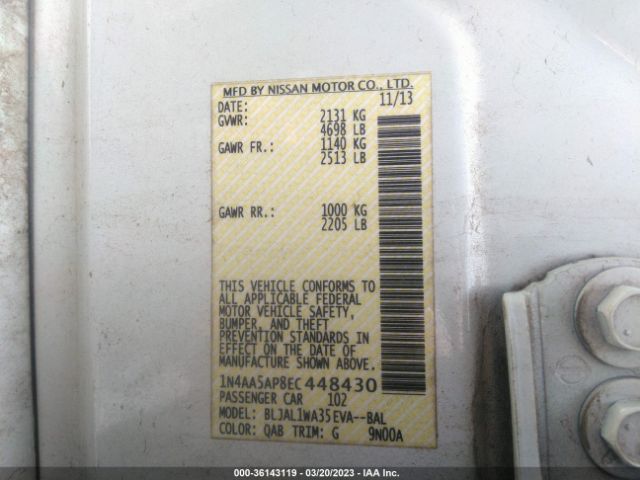 MFD BY NISSAN MOTOR CO., LTD.
DATE: 11/13
GVWR: 2131 KG
4698 LB
GAWR FR.: 1140 KG
2513 LB
GAWR RR.: 1000 KG
2205 LB
THIS VEHICLE CONFORMS TO
ALL APPLICABLE FEDERAL
MOTOR VEHICLE SAFETY,
BUMPER, AND THEFT
PREVENTION STANDARDS IN
EFFECT ON THE DATE OF
MANUFACTURE SHOWN ABOVE.
1N4AA5AP8EC448430
PASSENGER CAR 102
MODEL: BLJAL1WA35EVA--BAL
COLOR: QAB TRIM: G 9N00A
000-36143119 - 03/20/2023 - IAA Inc.